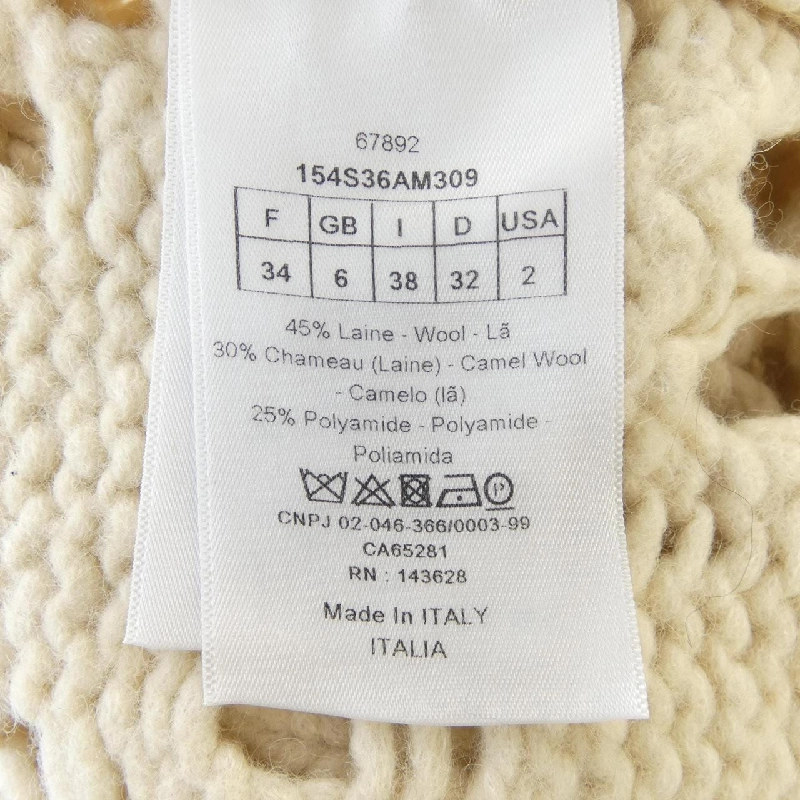 67892
154S36AM309
F GB I D USA
34 6 38 32 2
45% Laine - Wool - Lã
30% Chameau (Laine) - Camel Wool
- Camelo (lã)
25% Polyamide - Polyamide -
Poliamida
P
CNPJ 02-046-366/0003-99
CA65281
RN : 143628
Made In ITALY
ITALIA